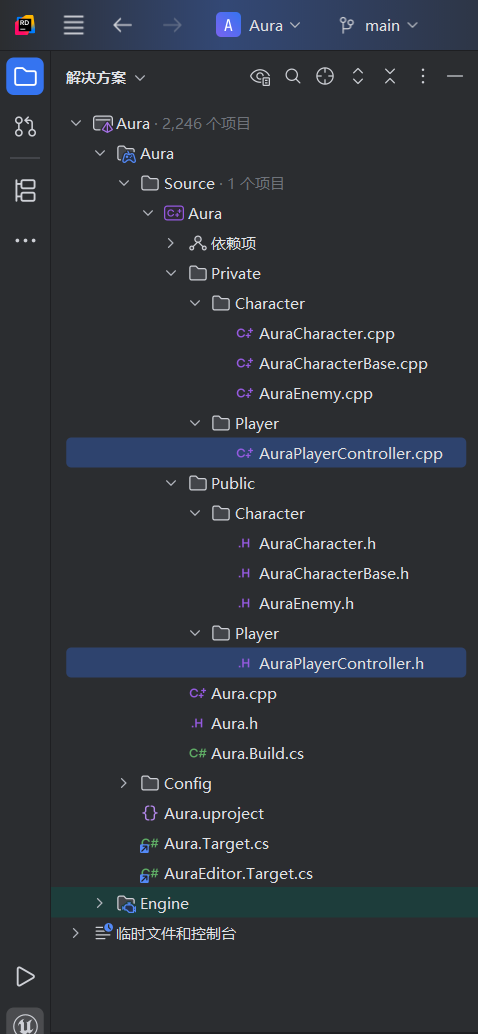 RD
A Aura main
解决方案
Aura · 2,246 个项目
Aura
Source · 1 个项目
C++ Aura
依赖项
Private
Character
C++ AuraCharacter.cpp
C++ AuraCharacterBase.cpp
C++ AuraEnemy.cpp
Player
C++ AuraPlayerController.cpp
Public
Character
.H AuraCharacter.h
.H AuraCharacterBase.h
.H AuraEnemy.h
Player
.H AuraPlayerController.h
C++ Aura.cpp
.H Aura.h
C# Aura.Build.cs
Config
{} Aura.uproject
C# Aura.Target.cs
C# AuraEditor.Target.cs
Engine
临时文件和控制台